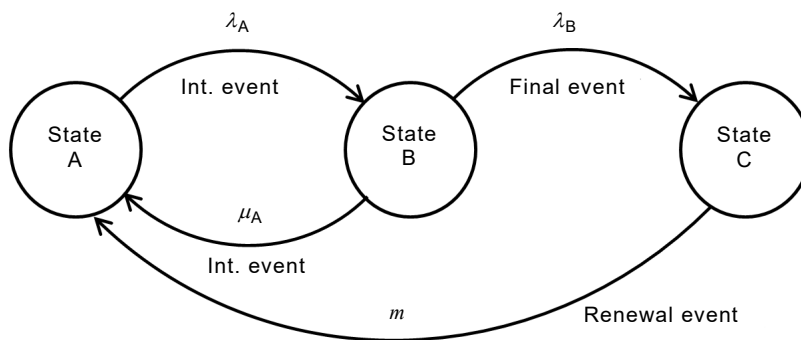 λA
λB
Int. event
Final event
State
A
State
B
State
C
μA
Int. event
m
Renewal event